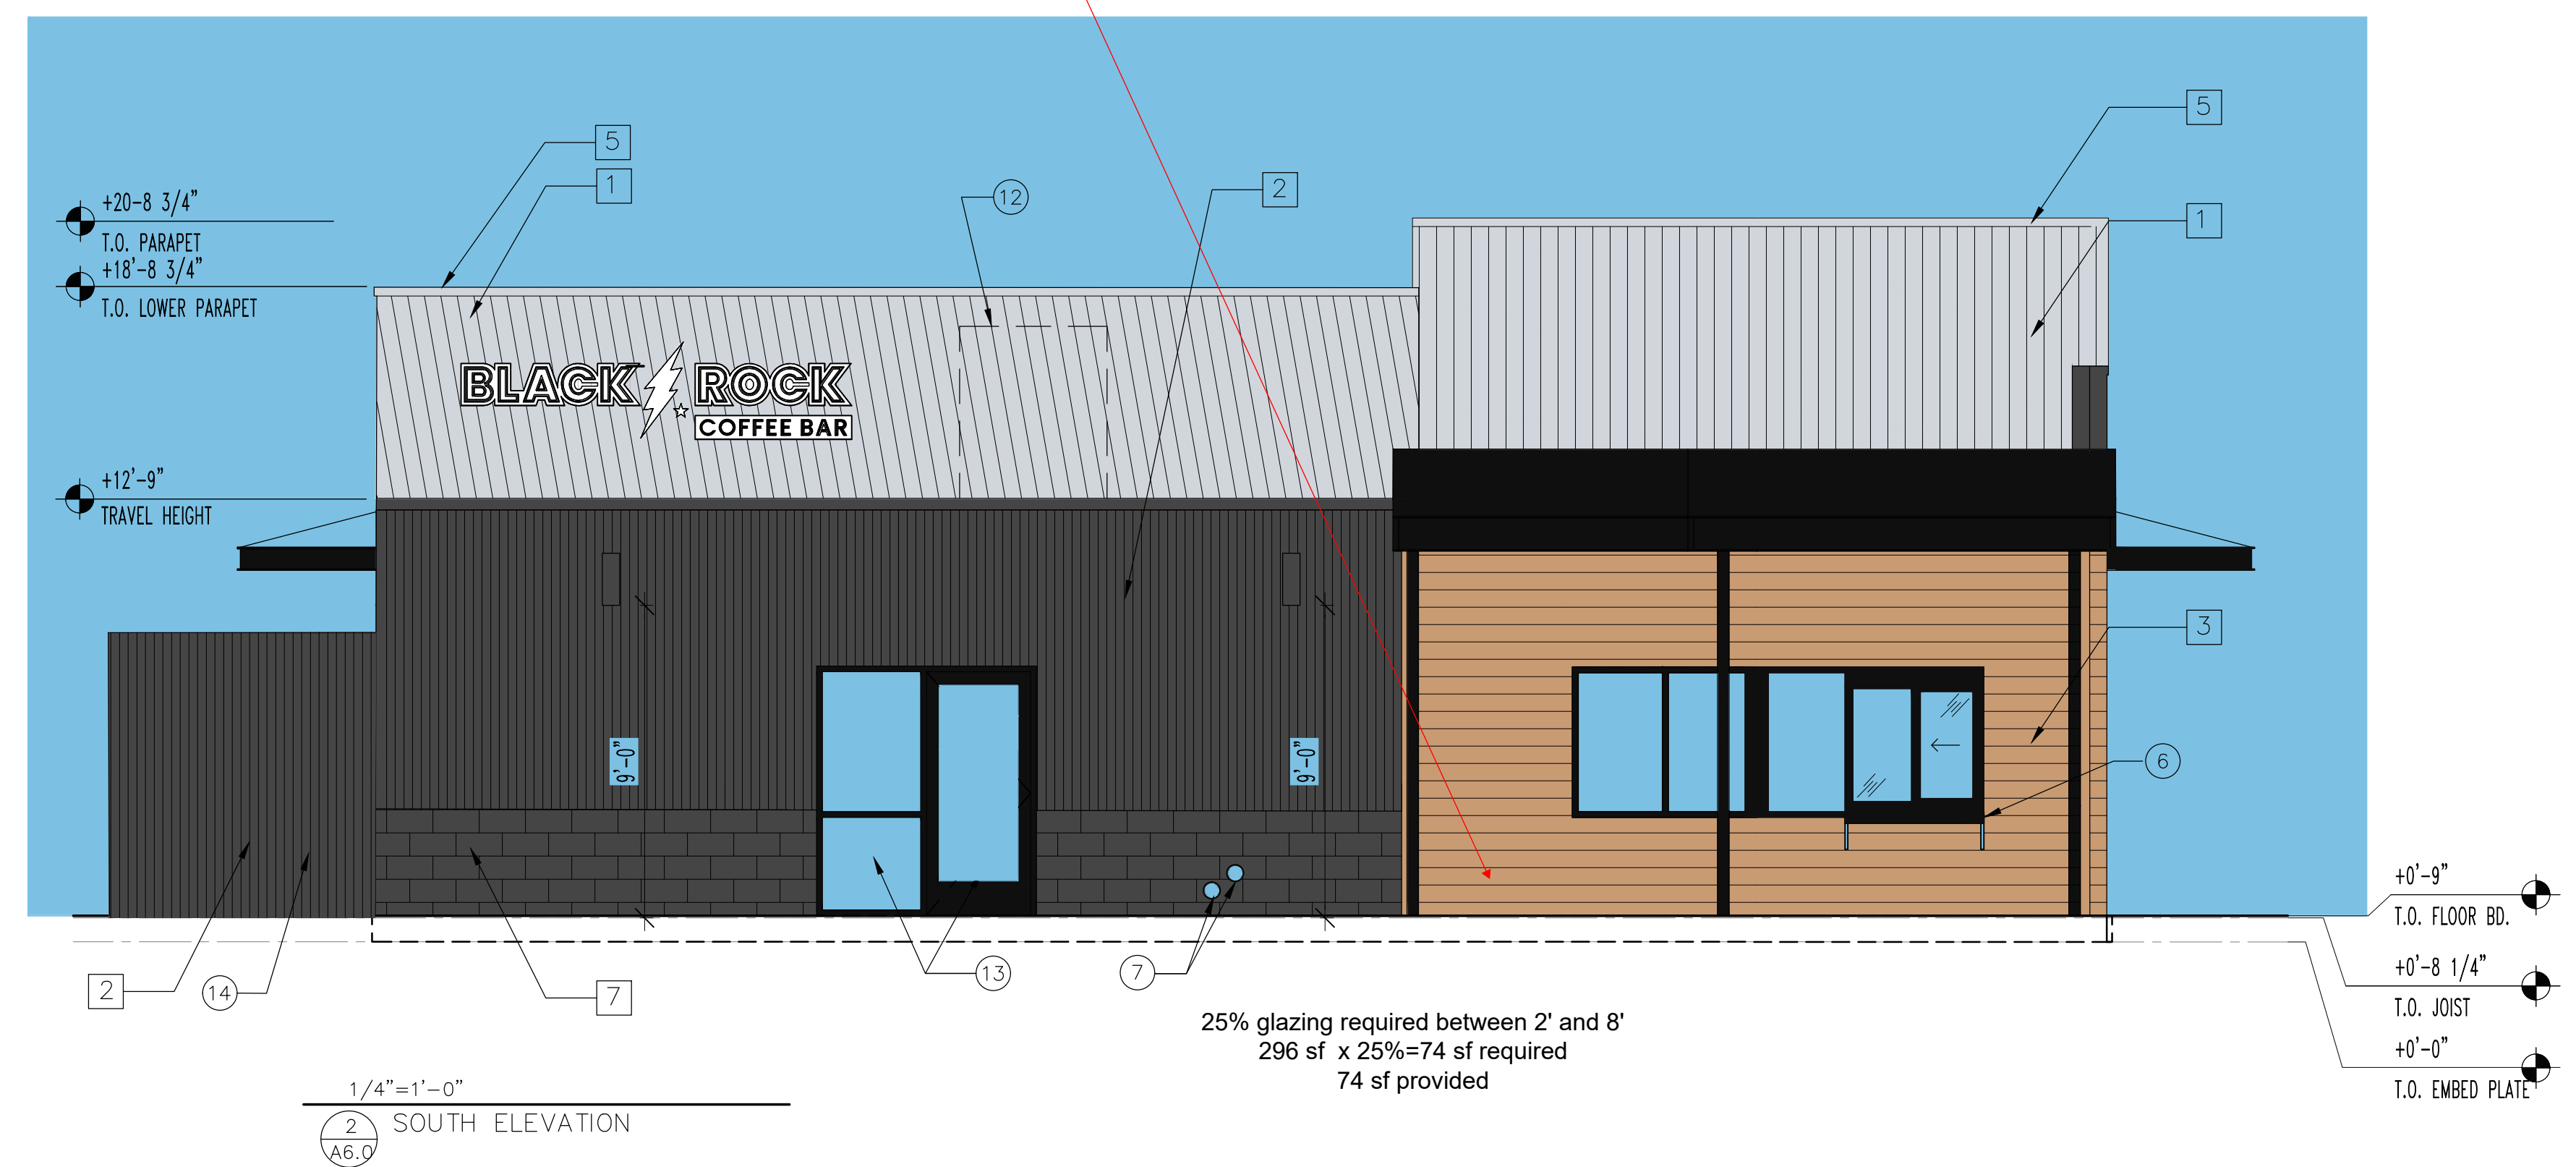 5
5
1
12
2
+20-8 3/4"
T.O. PARAPET
1
+18'-8 3/4"
T.O. LOWER PARAPET
BLACK ROCK
COFFEE BAR
+12'-9"
TRAVEL HEIGHT
3
9'-0"
9'-0"
6
+0'-9"
T.O. FLOOR BD.
2
14
7
13
7
+0'-8 1/4"
T.O. JOIST
25% glazing required between 2' and 8'
296 sf x 25%=74 sf required
74 sf provided
+0'-0"
T.O. EMBED PLATE
1/4"=1'-0"
2
A6.0
SOUTH ELEVATION